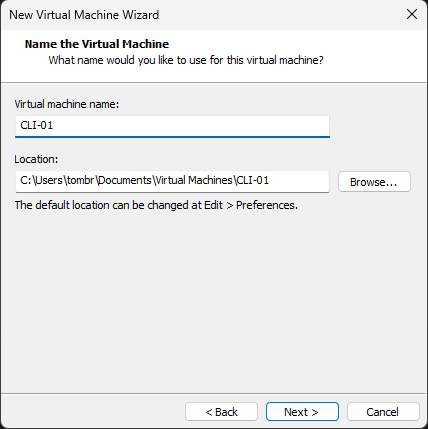 New Virtual Machine Wizard
Name the Virtual Machine
What name would you like to use for this virtual machine?
Virtual machine name:
CLI-01
Location:
C:\Users\tombr\Documents\Virtual Machines\CLI-01
Browse...
The default location can be changed at Edit > Preferences.
< Back
Next >
Cancel